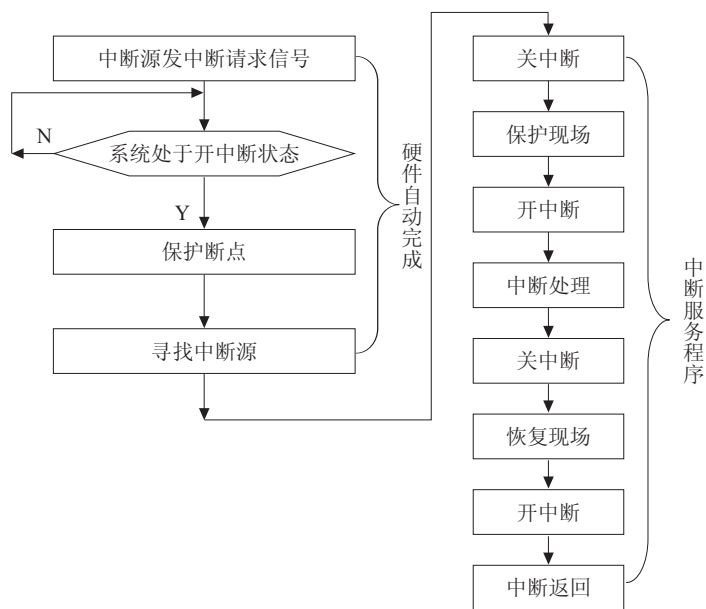 中断源发中断请求信号
N
系统处于开中断状态
Y
保护断点
寻找中断源
硬件自动完成
关中断
保护现场
开中断
中断处理
关中断
恢复现场
开中断
中断返回
中断服务程序